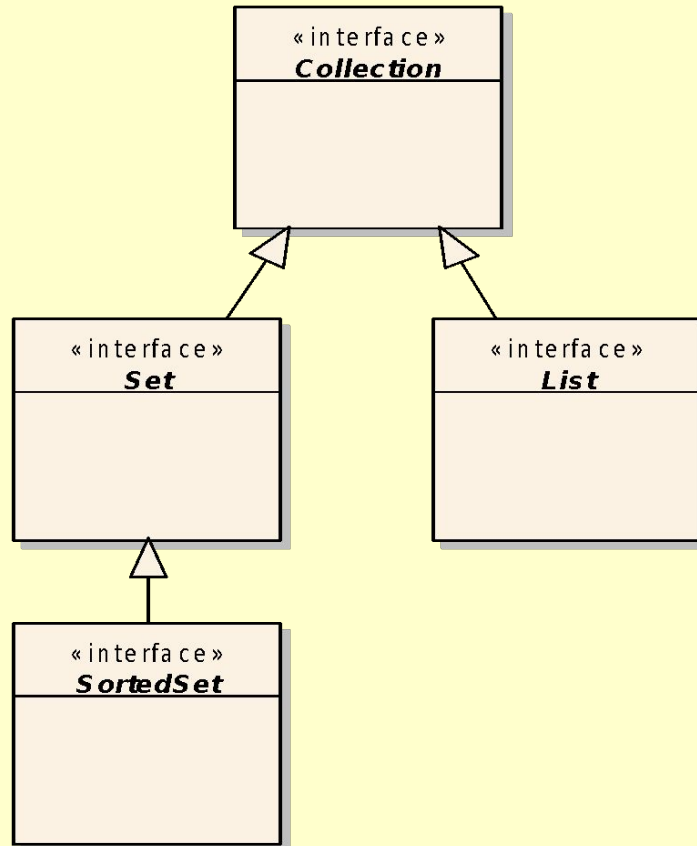 «interface»
Collection
«interface»
Set
«interface»
List
«interface»
SortedSet